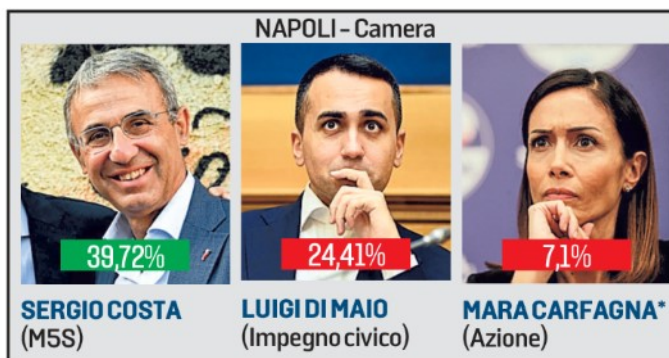 NAPOLI - Camera
39,72%
24,41%
7,1%
SERGIO COSTA
(M5S)
LUIGI DI MAIO
(Impegno civico)
MARA CARFAGNA*
(Azione)